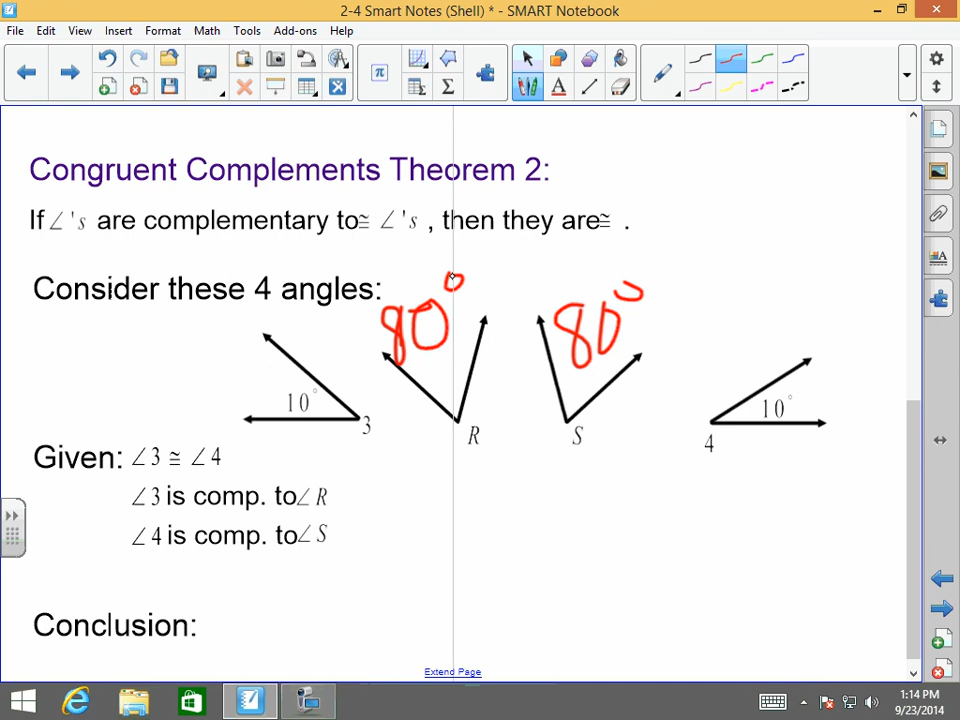 2-4 Smart Notes (Shell) * - SMART Notebook
File Edit View Insert Format Math Tools Add-ons Help
π Σ A
Congruent Complements Theorem 2:
If ∠'s are complementary to ≅ ∠'s , then they are ≅ .
Consider these 4 angles:
80° 80°
10° 10°
3 R S 4
Given: ∠3 ≅ ∠4
∠3 is comp. to ∠R
∠4 is comp. to ∠S
Conclusion:
Extend Page
1:14 PM
9/23/2014